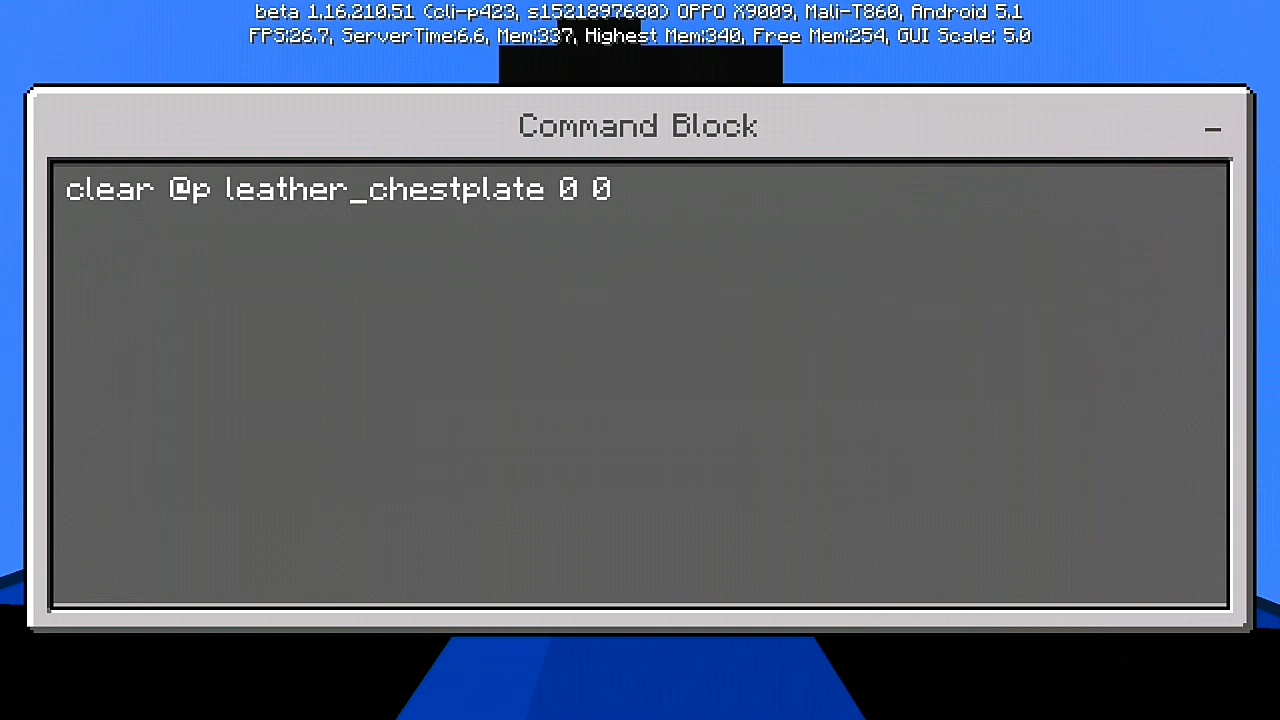 beta 1.16.210.51 (cli-p423, s1521897680) OPPO X9009, Mali-T860, Android 5.1
FPS:26.7, ServerTime:6.6, Mem:337, Highest Mem:340, Free Mem:254, GUI Scale: 5.0
Command Block
clear @p leather_chestplate 0 0